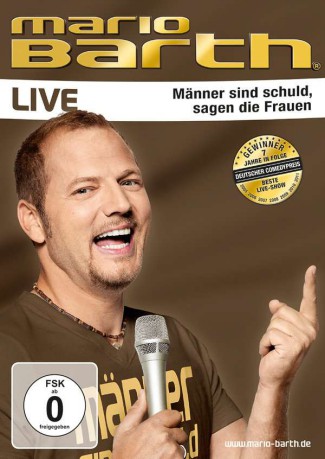 mario
Barth®
LIVE
Männer sind schuld,
sagen die Frauen
GEWINNER
7
JAHRE IN FOLGE
DEUTSCHER COMEDYPREIS
BESTE
LIVE-SHOW
männer
FSK
ab
0
freigegeben
www.mario-barth.de